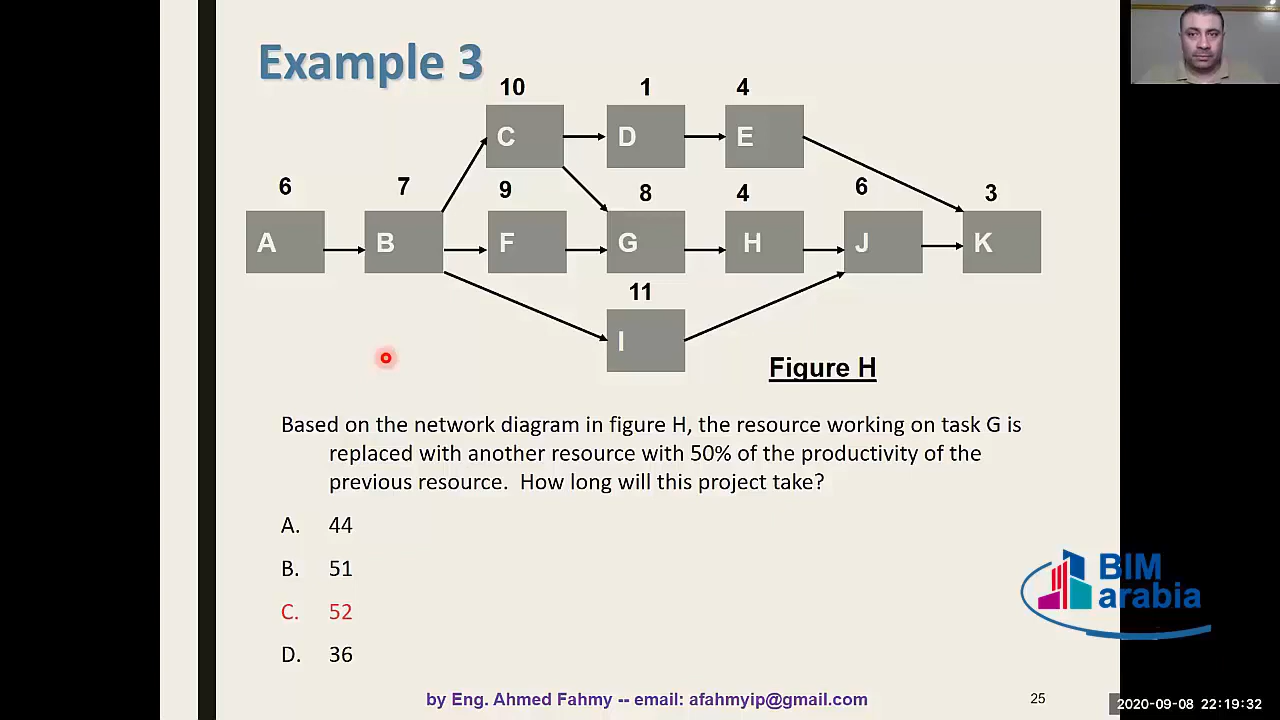 Example 3
10 1 4
C D E
6 7 9 8 4 6 3
A B F G H J K
11
I
Figure H
Based on the network diagram in figure H, the resource working on task G is
replaced with another resource with 50% of the productivity of the
previous resource. How long will this project take?
A. 44
B. 51
C. 52
D. 36
BIM
arabia
by Eng. Ahmed Fahmy -- email: afahmyip@gmail.com
25
2020-09-08 22:19:32